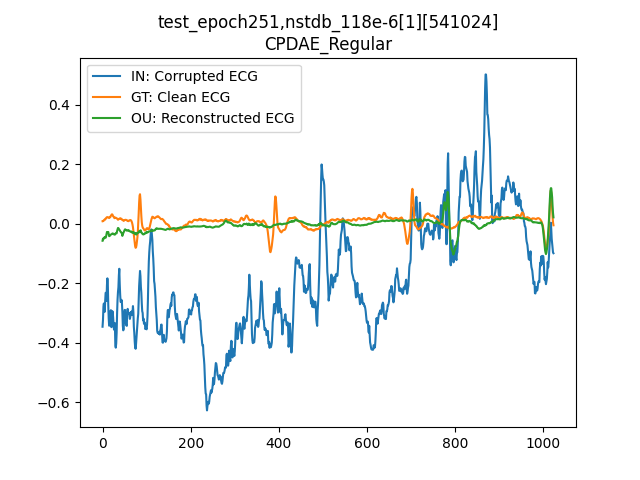 test_epoch251,nstdb_118e-6[1][541024]
CPDAE_Regular
IN: Corrupted ECG
GT: Clean ECG
OU: Reconstructed ECG
0.4
0.2
0.0
−0.2
−0.4
−0.6
0 200 400 600 800 1000